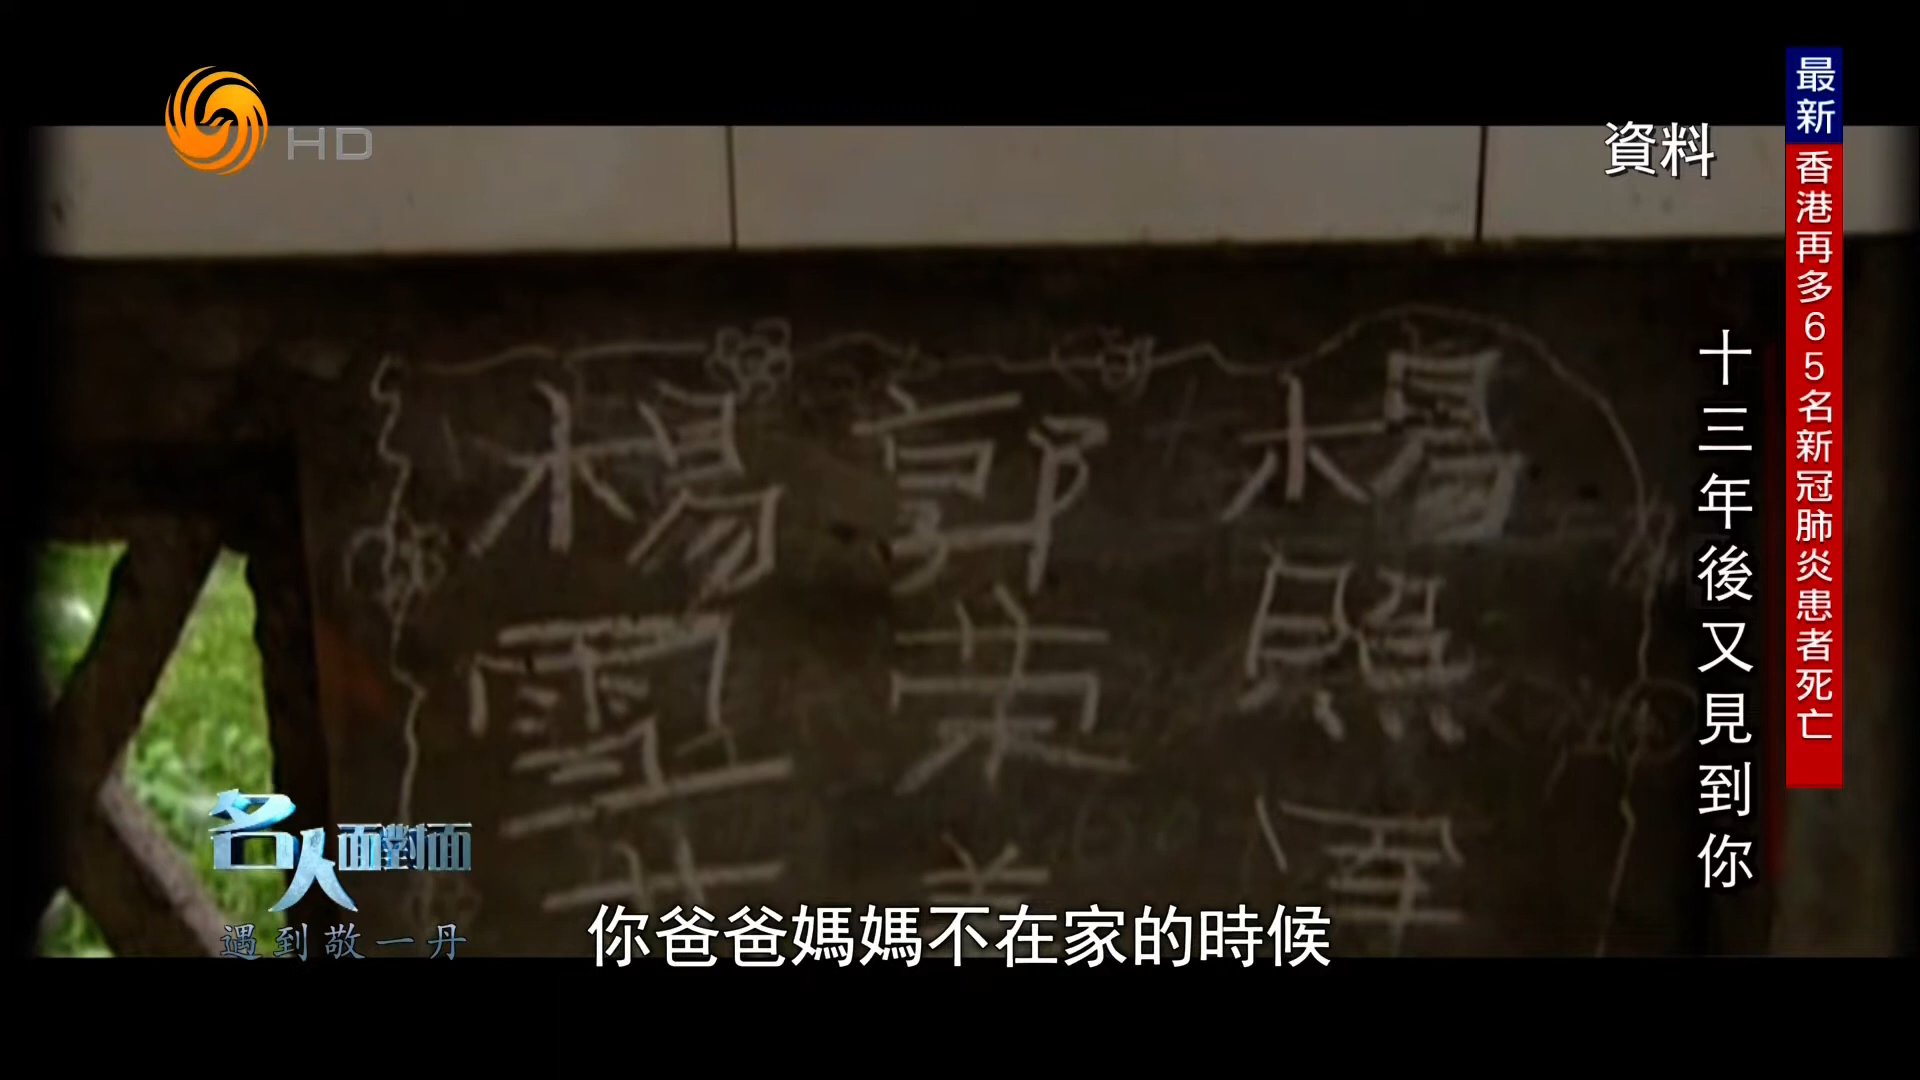 HD
資料
最新
香港再多65名新冠肺炎患者死亡
十三年後又見到你
楊 郭 楊
荣 照
名人面對面
遇到敬一丹
你爸爸媽媽不在家的時候